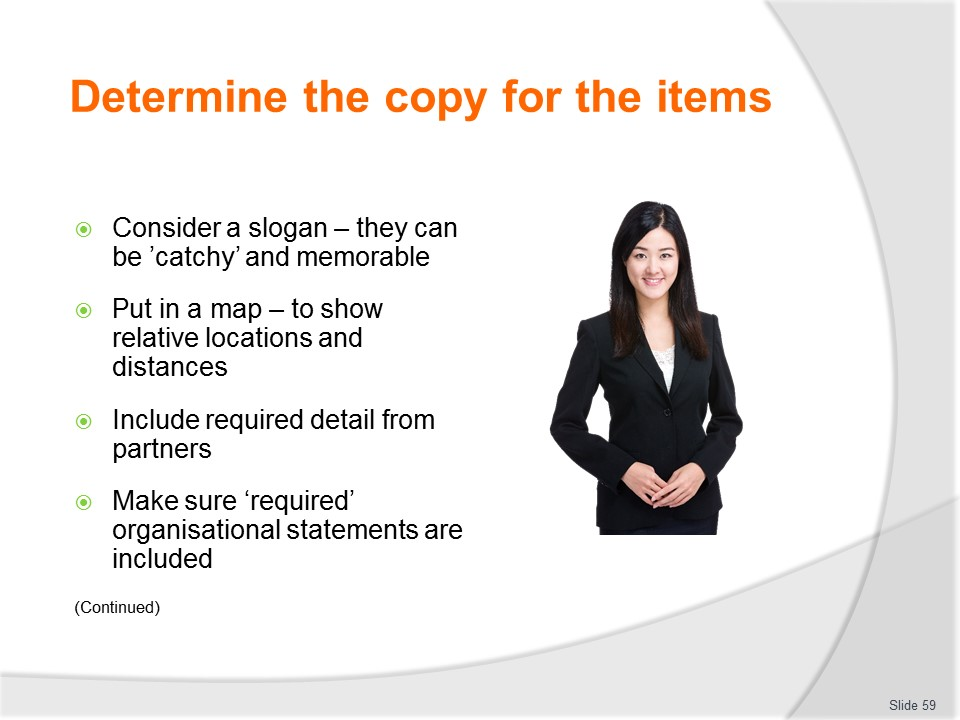 Determine the copy for the items
Consider a slogan – they can
be ’catchy’ and memorable
Put in a map – to show
relative locations and
distances
Include required detail from
partners
Make sure ‘required’
organisational statements are
included
(Continued)
Slide 59